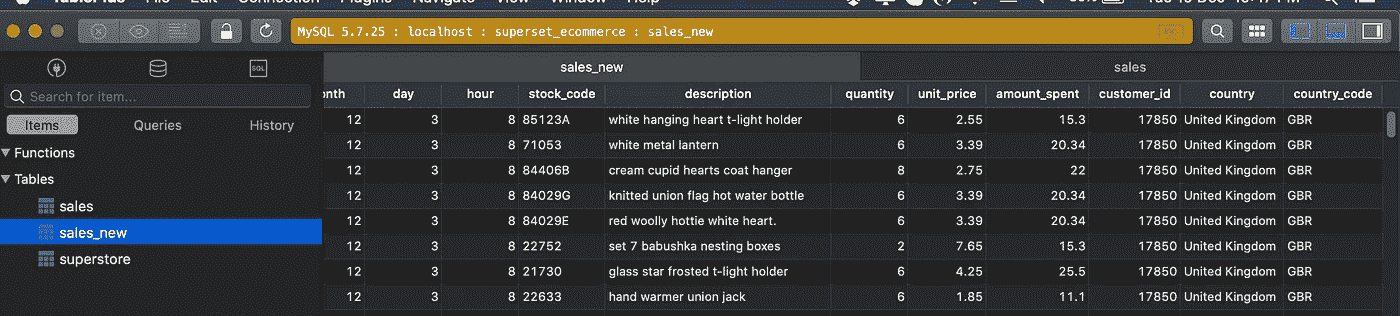 MySQL 5.7.25 : localhost : superset_ecommerce : sales_new
sales_new sales
Search for item...
Items Queries History
Functions
Tables
sales
sales_new
superstore
SQL
day hour stock_code description quantity unit_price amount_spent customer_id country country_code
12 3 8 85123A white hanging heart t-light holder 6 2.55 15.3 17850 United Kingdom GBR
12 3 8 71053 white metal lantern 6 3.39 20.34 17850 United Kingdom GBR
12 3 8 84406B cream cupid hearts coat hanger 8 2.75 22 17850 United Kingdom GBR
12 3 8 84029G knitted union flag hot water bottle 6 3.39 20.34 17850 United Kingdom GBR
12 3 8 84029E red woolly hottie white heart. 6 3.39 20.34 17850 United Kingdom GBR
12 3 8 22752 set 7 babushka nesting boxes 2 7.65 15.3 17850 United Kingdom GBR
12 3 8 21730 glass star frosted t-light holder 6 4.25 25.5 17850 United Kingdom GBR
12 3 8 22633 hand warmer union jack 6 1.85 11.1 17850 United Kingdom GBR